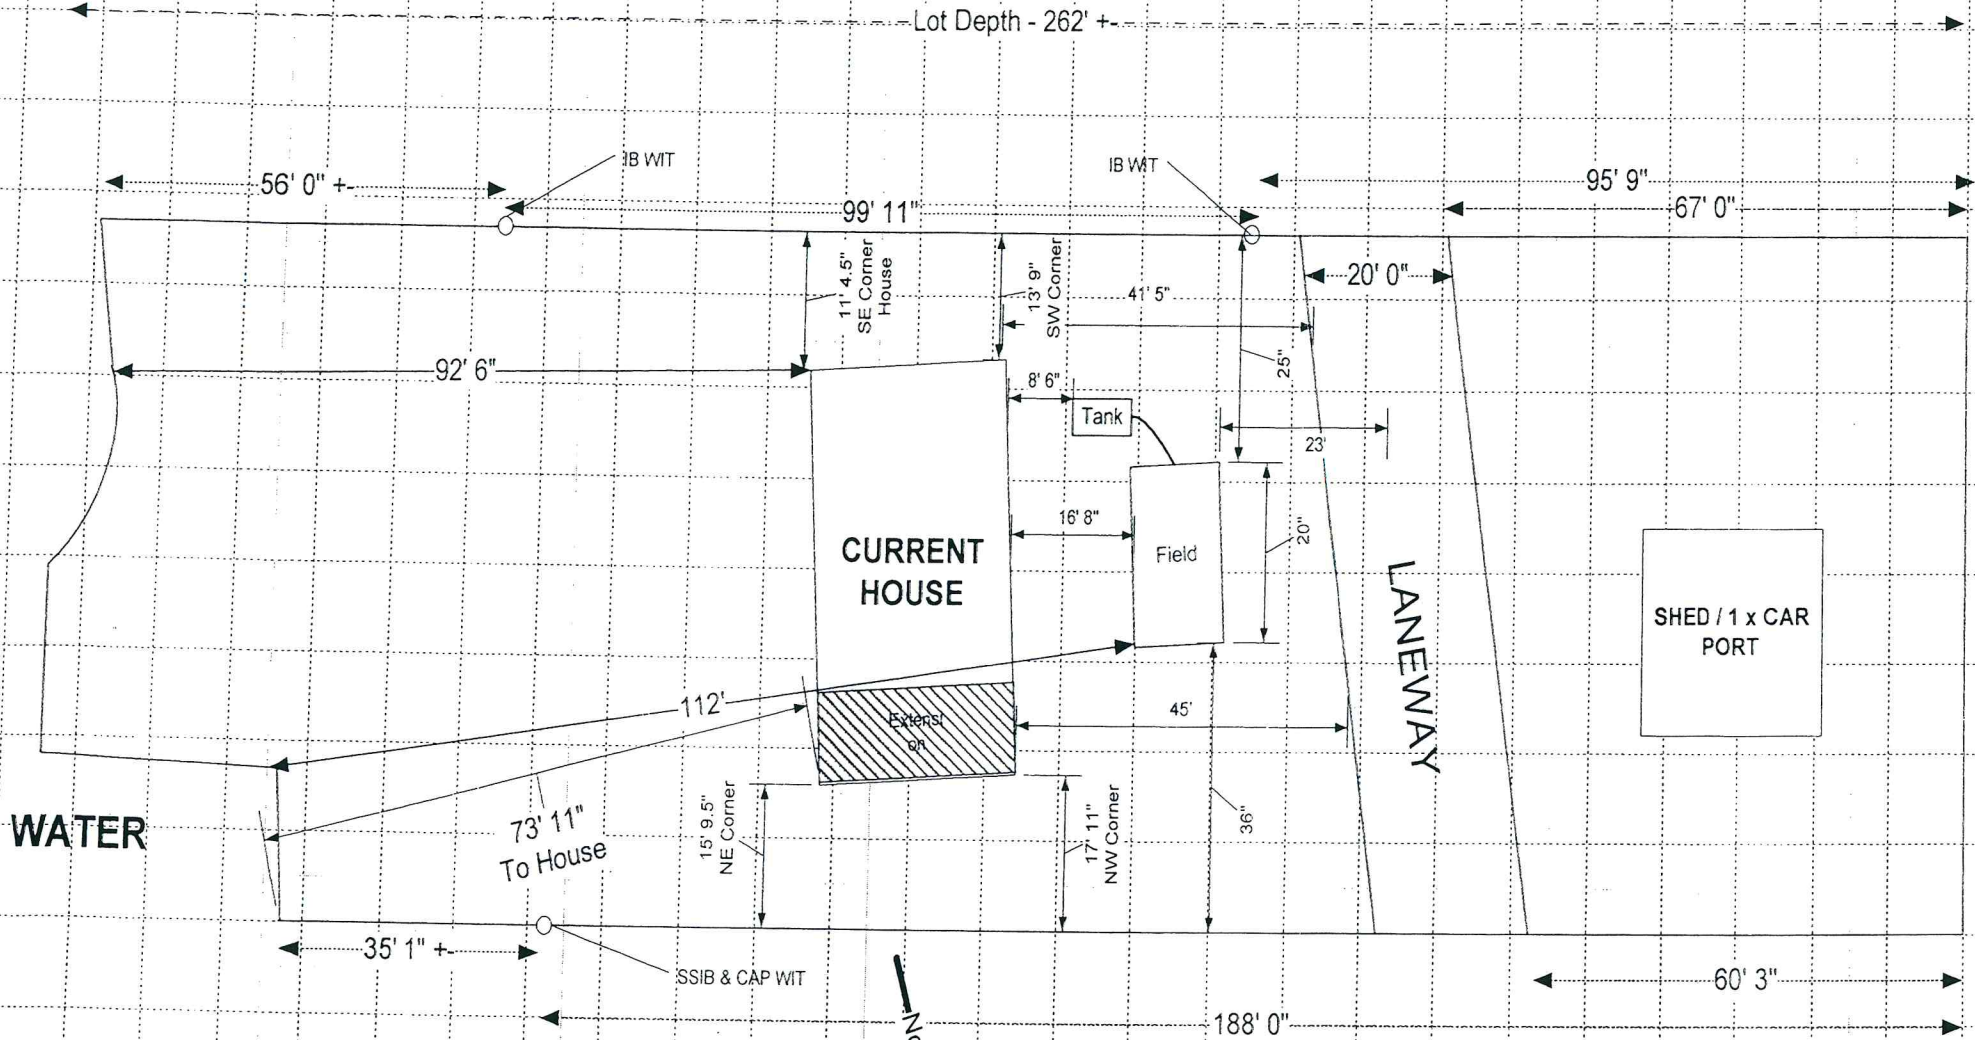 Lot Depth - 262' +-
IB WIT
IB WIT
56' 0" +-
95' 9"
99' 11"
67' 0"
11' 4.5"
SE Corner
House
13' 9"
SW Corner
41' 5"
20' 0"
25"
92' 6"
8' 6"
Tank
23'
16' 8"
20"
CURRENT
HOUSE
Field
LANEWAY
SHED / 1 x CAR
PORT
112'
Extensi
on
45'
WATER
73' 11"
To House
15' 9.5"
NE Corner
17' 11"
NW Corner
36"
35' 1" +-
SSIB & CAP WIT
60' 3"
188' 0"